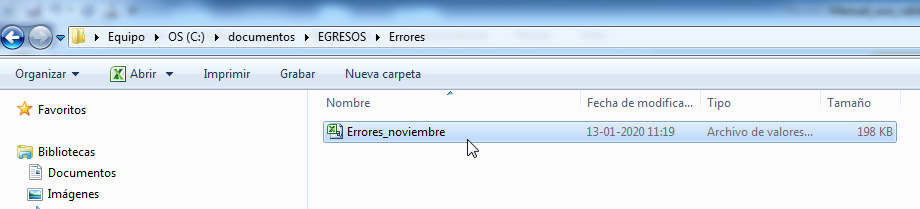 Equipo ▸ OS (C:) ▸ documentos ▸ EGRESOS ▸ Errores
Organizar Abrir Imprimir Grabar Nueva carpeta
Favoritos
Bibliotecas
Documentos
Imágenes
Nombre Fecha de modifica... Tipo Tamaño
Errores_noviembre 13-01-2020 11:19 Archivo de valores... 198 KB